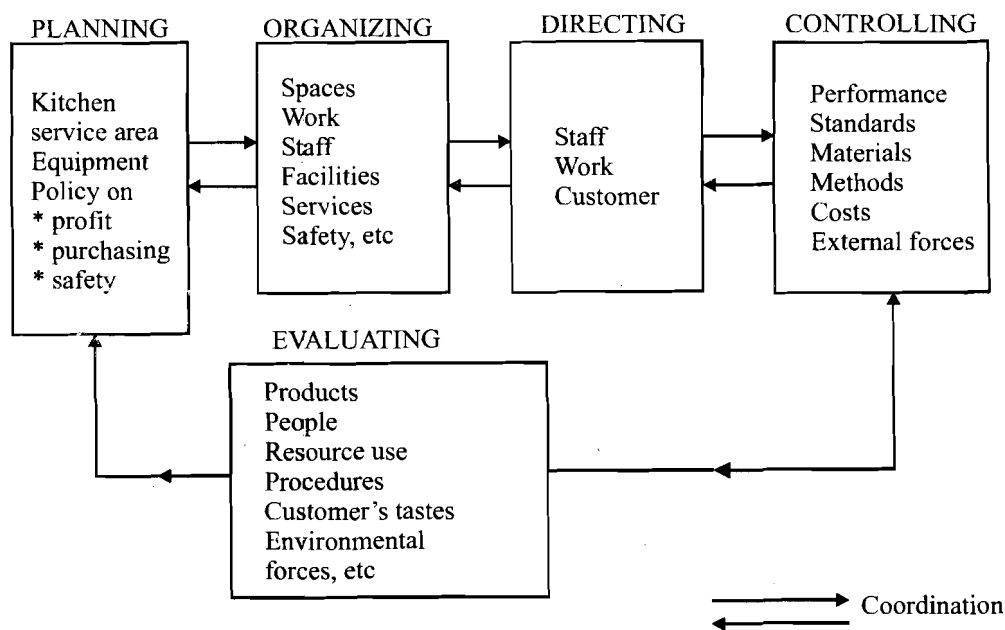 PLANNING
Kitchen
service area
Equipment
Policy on
* profit
* purchasing
* safety
ORGANIZING
Spaces
Work
Staff
Facilities
Services
Safety, etc
DIRECTING
Staff
Work
Customer
CONTROLLING
Performance
Standards
Materials
Methods
Costs
External forces
EVALUATING
Products
People
Resource use
Procedures
Customer's tastes
Environmental
forces, etc
Coordination